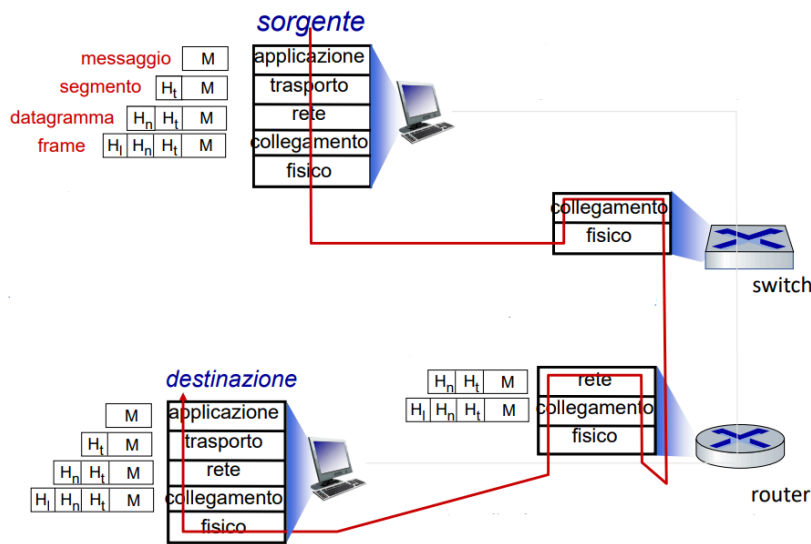 sorgente
messaggio M applicazione
segmento Ht M trasporto
datagramma Hn Ht M rete
frame Hl Hn Ht M collegamento
fisico
collegamento
fisico
switch
destinazione
Hn Ht M rete
Hl Hn Ht M collegamento
fisico
router
M applicazione
Ht M trasporto
Hn Ht M rete
Hl Hn Ht M collegamento
fisico